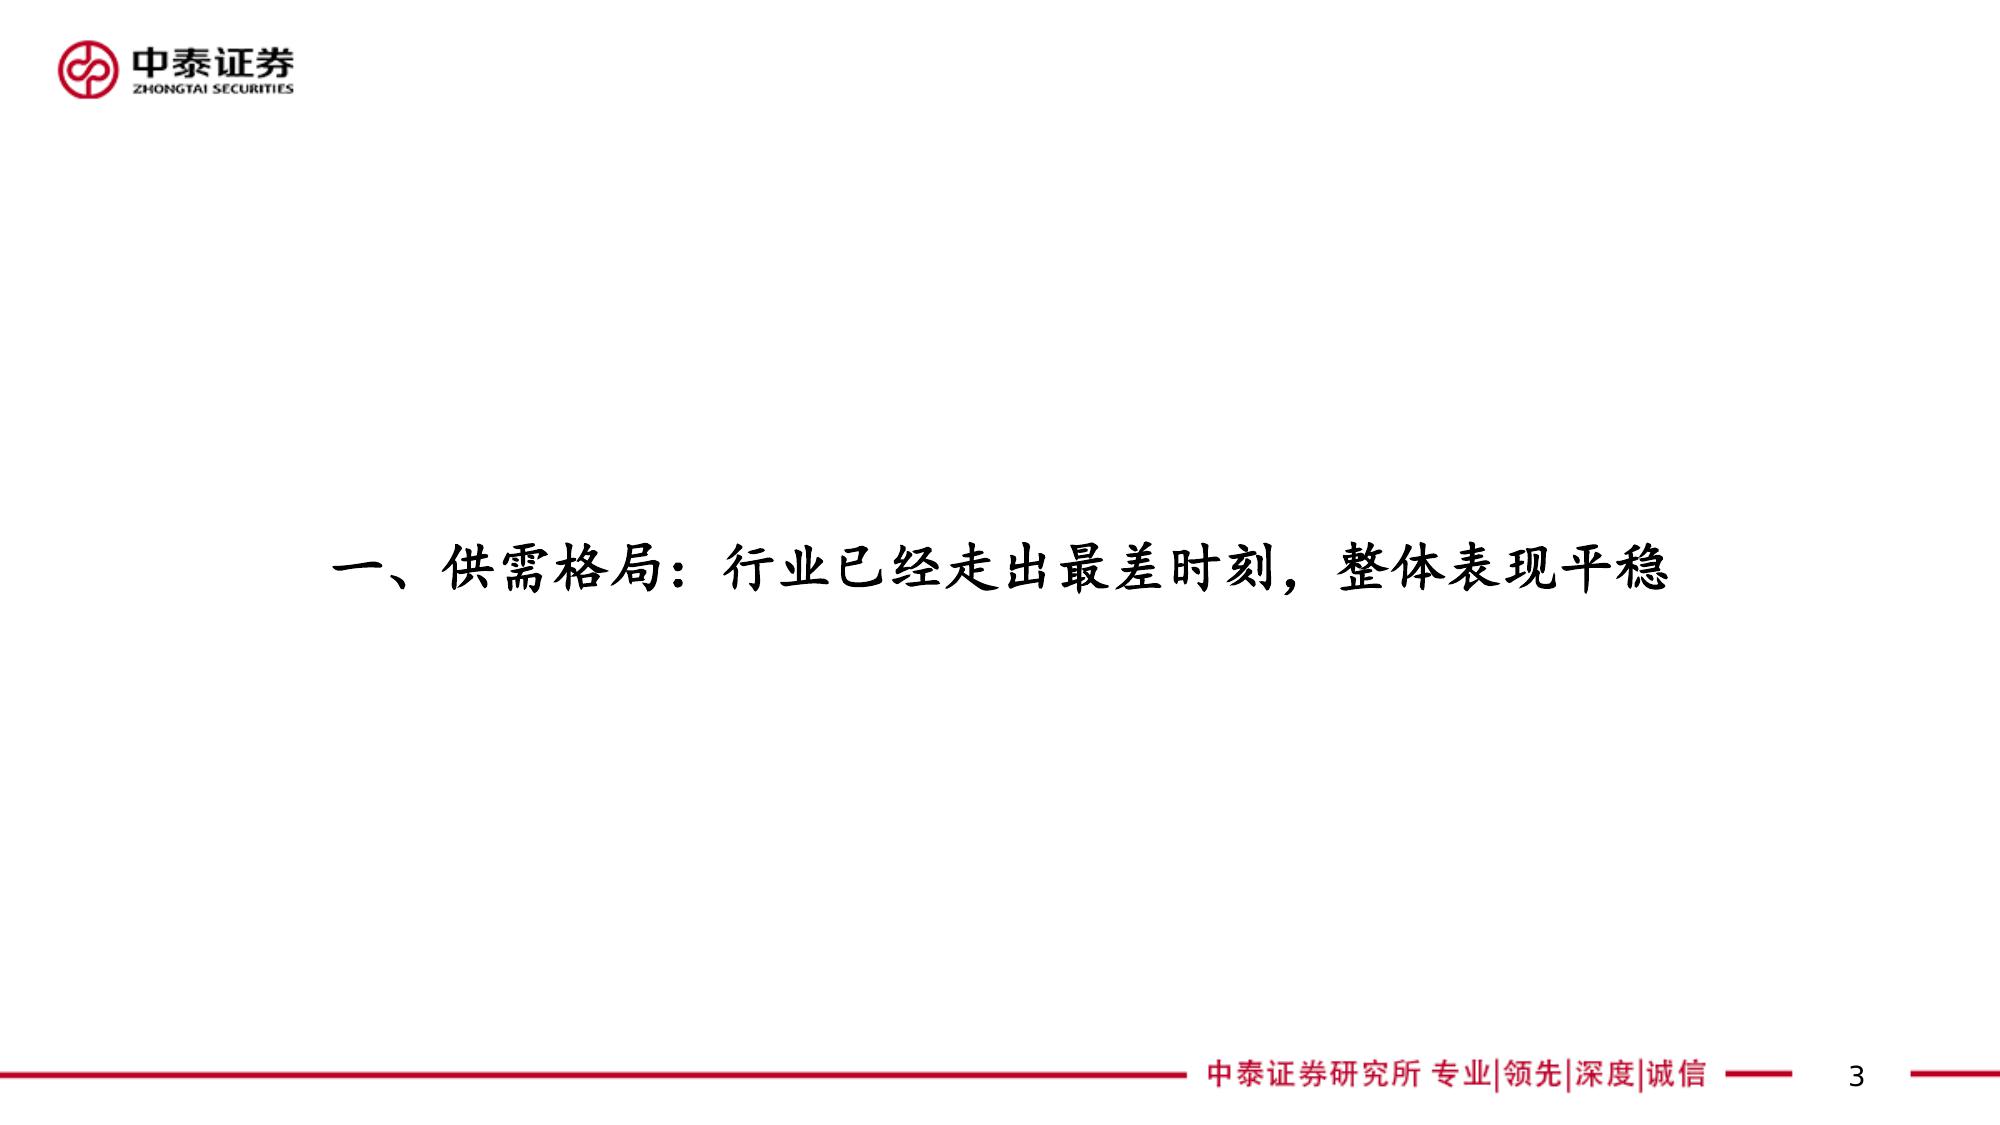 中泰证券
ZHONGTAI SECURITIES
一、供需格局：行业已经走出最差时刻，整体表现平稳
中泰证券研究所 专业|领先|深度|诚信
3